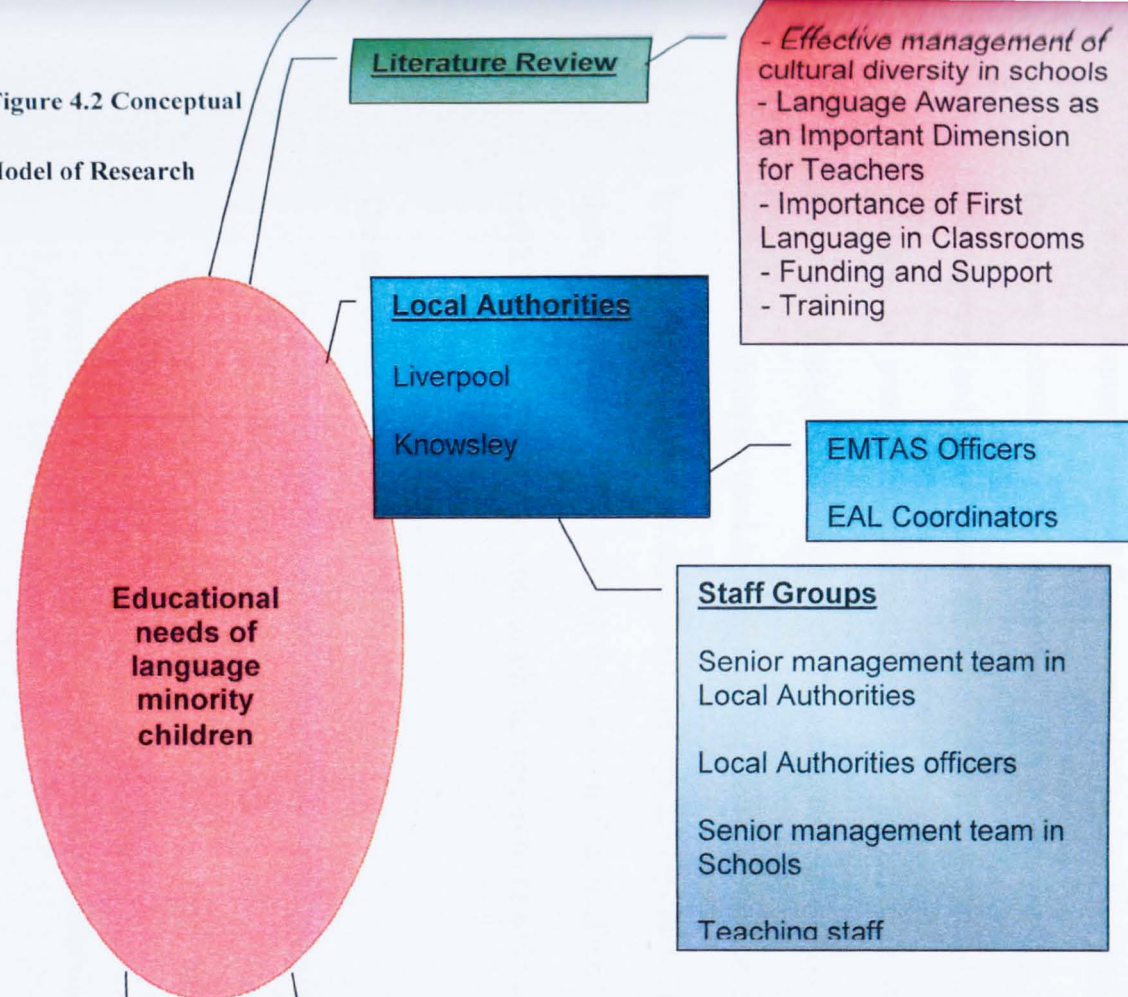 Literature Review
- Effective management of
cultural diversity in schools
- Language Awareness as
an Important Dimension
for Teachers
- Importance of First
Language in Classrooms
- Funding and Support
- Training
igure 4.2 Conceptual
odel of Research
Local Authorities
Liverpool
Knowsley
EMTAS Officers
EAL Coordinators
Staff Groups
Senior management team in
Local Authorities
Local Authorities officers
Senior management team in
Schools
Teaching staff
Educational
needs of
language
minority
children